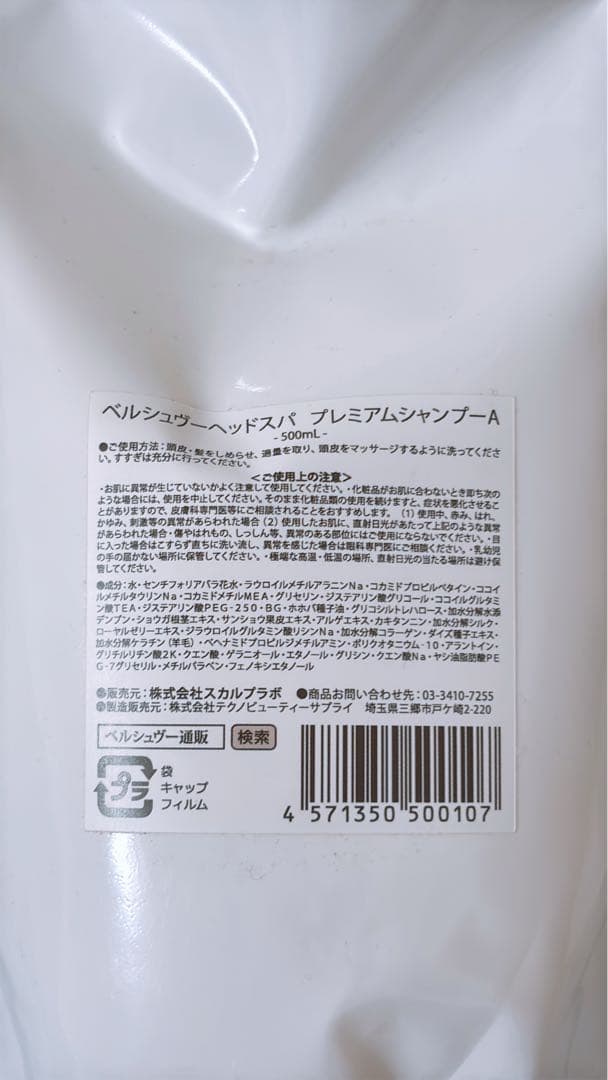 ベルシュヴーヘッドスパ プレミアムシャンプーA
- 500mL -
●ご使用方法：頭皮・髪をしめらせ、適量を取り、頭皮をマッサージするように洗ってくださ
い。すすぎは充分に行ってください。
＜ご使用上の注意＞
・お肌に異常が生じていないかよく注意して使用してください。・化粧品がお肌に合わないとき即ち次の
ような場合には、使用を中止してください。そのまま化粧品類の使用を続けますと、症状を悪化させるこ
とがありますので、皮膚科専門医等にご相談されることをおすすめします。（1）使用中、赤み、はれ、
かゆみ、刺激等の異常があらわれた場合（2）使用したお肌に、直射日光があたって上記のような異常
があらわれた場合・傷やはれもの、しっしん等、異常のある部位にはご使用にならないでください。・目
に入った場合はこすらず直ちに洗い流し、異常を感じた場合は眼科専門医にご相談ください。・乳幼児
の手の届かない場所に保管してください。・極端な高温・低温の場所、直射日光の当たる場所は避け保
管してください。
●成分：水・センチフォリアバラ花水・ラウロイルメチルアラニンNa・コカミドプロピルベタイン・ココイ
ルメチルタウリンNa・コカミドメチルMEA・グリセリン・ジステアリン酸グリコール・ココイルグルタミ
ン酸TEA・ジステアリン酸PEG-250・BG・ホホバ種子油・グリコシルトレハロース・加水分解水添
デンプン・ショウガ根茎エキス・サンショウ果皮エキス・アルゲエキス・カキタンニン・加水分解シルク・
ローヤルゼリーエキス・ジラウロイルグルタミン酸リシンNa・加水分解コラーゲン・ダイズ種子エキス・
加水分解ケラチン（羊毛）・ベヘナミドプロピルジメチルアミン・ポリクオタニウム-10・アラントイン・
グリチルリチン酸2K・クエン酸・ゲラニオール・エタノール・グリシン・クエン酸Na・ヤシ油脂肪酸PE
G-7グリセリル・メチルパラベン・フェノキシエタノール
●販売元：株式会社スカルプラボ ●商品お問い合わせ先：03-3410-7255
●製造販売元：株式会社テクノビューティーサプライ 埼玉県三郷市戸ケ崎2-220
ベルシュヴー通販 検索
プラ
袋
キャップ
フィルム
4 571350 500107